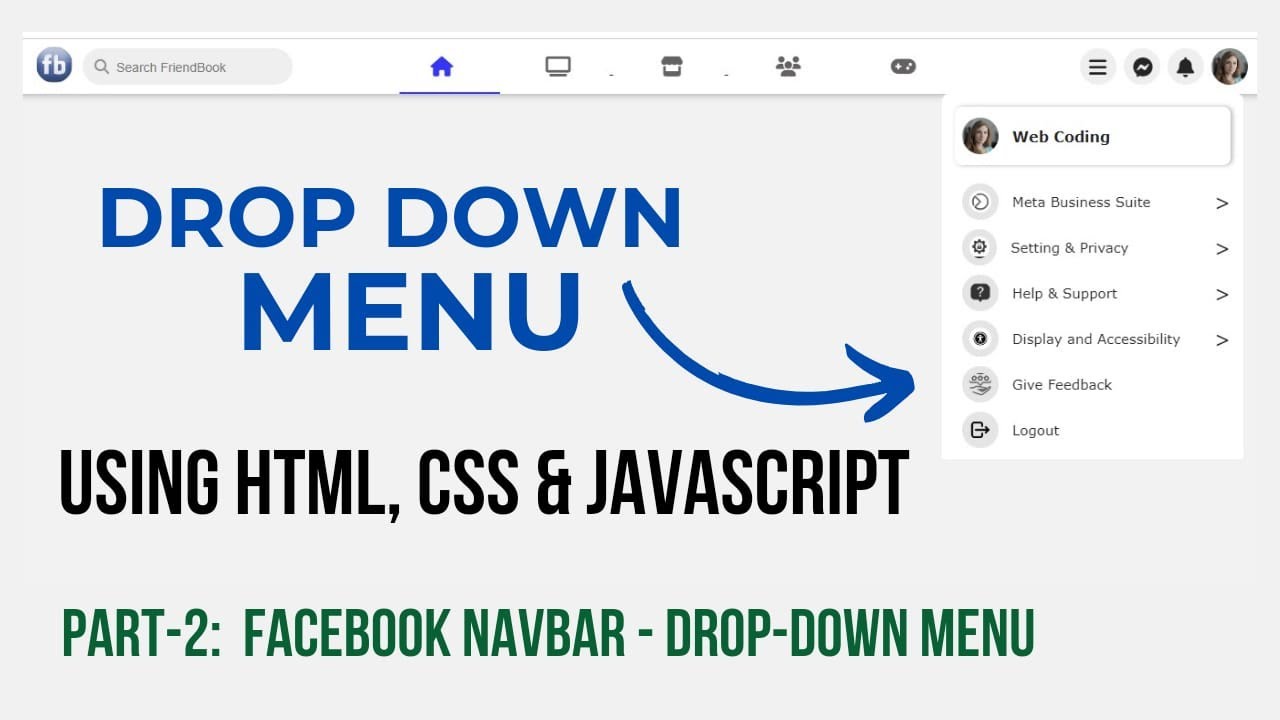 fb
Search FriendBook
Web Coding
Meta Business Suite >
Setting & Privacy >
Help & Support >
Display and Accessibility >
Give Feedback
Logout
DROP DOWN
MENU
USING HTML, CSS & JAVASCRIPT
PART-2: FACEBOOK NAVBAR - DROP-DOWN MENU